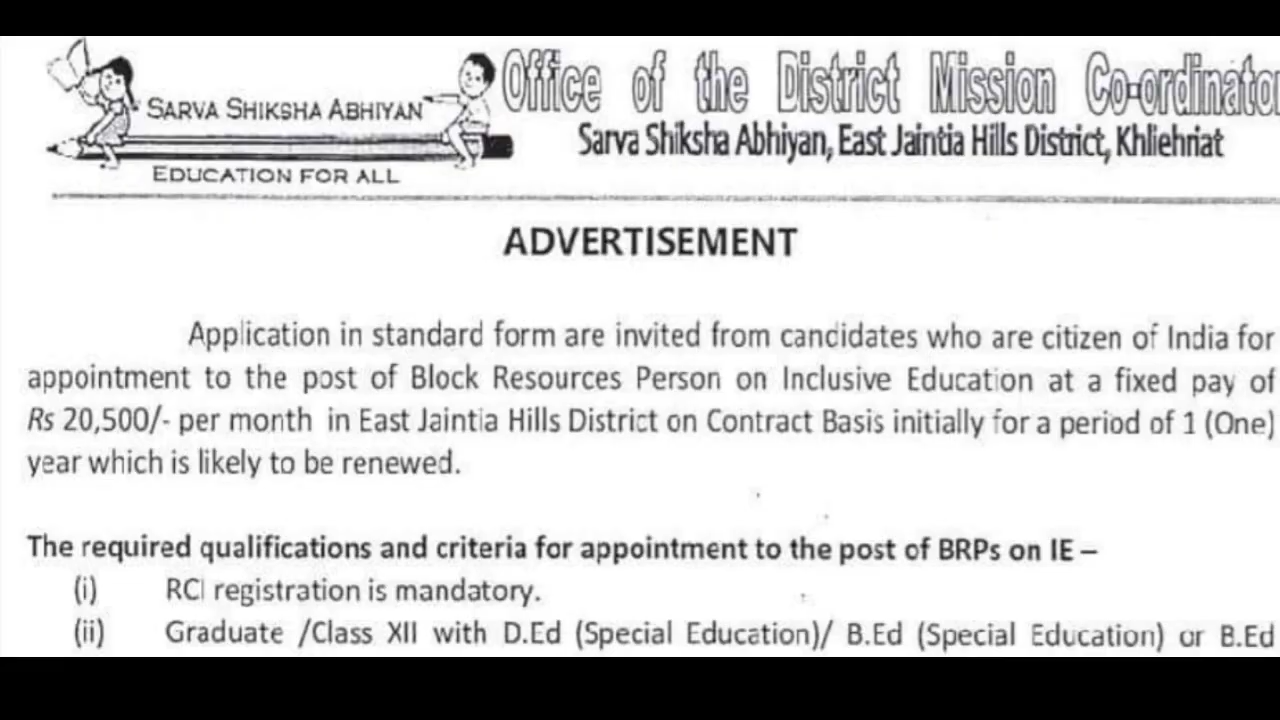 SARVA SHIKSHA ABHIYAN
EDUCATION FOR ALL
Office of the District Mission Co-ordinator
Sarva Shiksha Abhiyan, East Jaintia Hills District, Khliehriat
ADVERTISEMENT
Application in standard form are invited from candidates who are citizen of India for
appointment to the post of Block Resources Person on Inclusive Education at a fixed pay of
Rs 20,500/- per month in East Jaintia Hills District on Contract Basis initially for a period of 1 (One)
year which is likely to be renewed.
The required qualifications and criteria for appointment to the post of BRPs on IE –
(i) RCI registration is mandatory.
(ii) Graduate /Class XII with D.Ed (Special Education)/ B.Ed (Special Education) or B.Ed